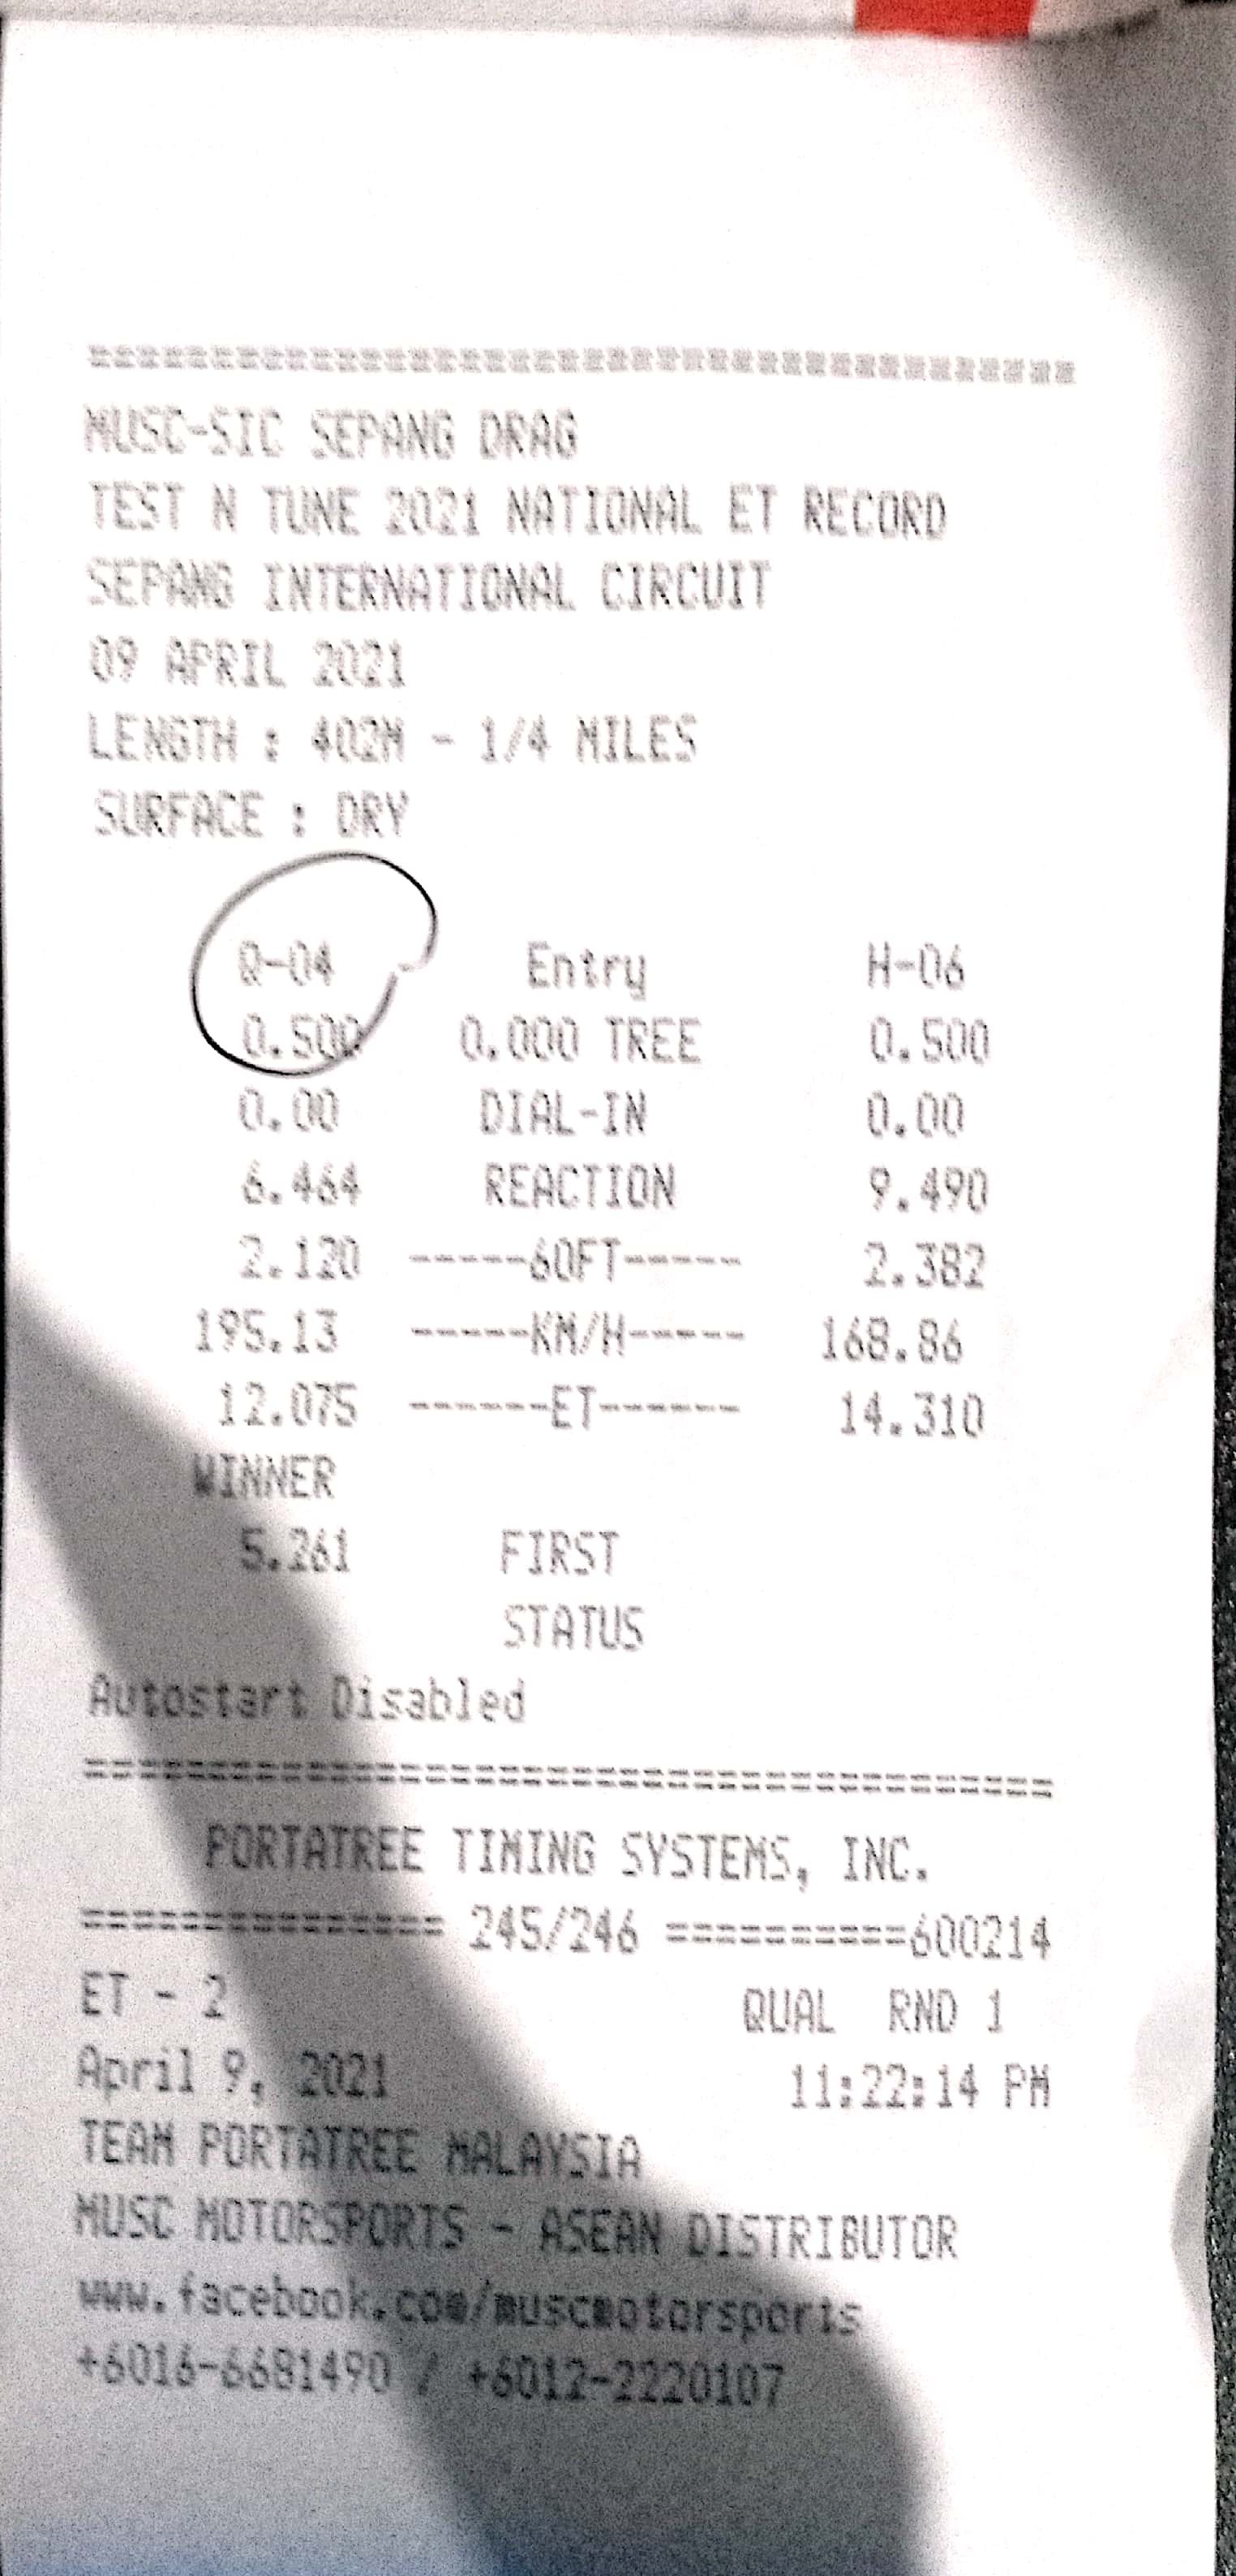 =========================================
MUSC-SIC SEPANG DRAG
TEST N TUNE 2021 NATIONAL ET RECORD
SEPANG INTERNATIONAL CIRCUIT
09 APRIL 2021
LENGTH : 402M - 1/4 MILES
SURFACE : DRY
Q-04 Entry H-06
0.500 0.000 TREE 0.500
0.00 DIAL-IN 0.00
6.464 REACTION 9.490
2.120 -----60FT----- 2.382
195.13 -----KM/H----- 168.86
12.075 ------ET------ 14.310
WINNER
5.261 FIRST
STATUS
Autostart Disabled
=========================================
PORTATREE TIMING SYSTEMS, INC.
=============== 245/246 ==========600214
ET - 2 QUAL RND 1
April 9, 2021 11:22:14 PM
TEAM PORTATREE MALAYSIA
MUSC MOTORSPORTS - ASEAN DISTRIBUTOR
www.facebook.com/muscmotorsports
+6016-6681490 / +6012-2220107